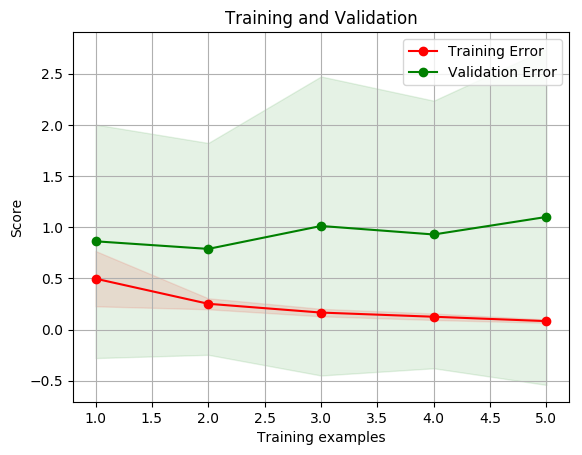 Training and Validation
Training Error
Validation Error
2.5
2.0
1.5
1.0
0.5
0.0
−0.5
Score
1.0 1.5 2.0 2.5 3.0 3.5 4.0 4.5 5.0
Training examples